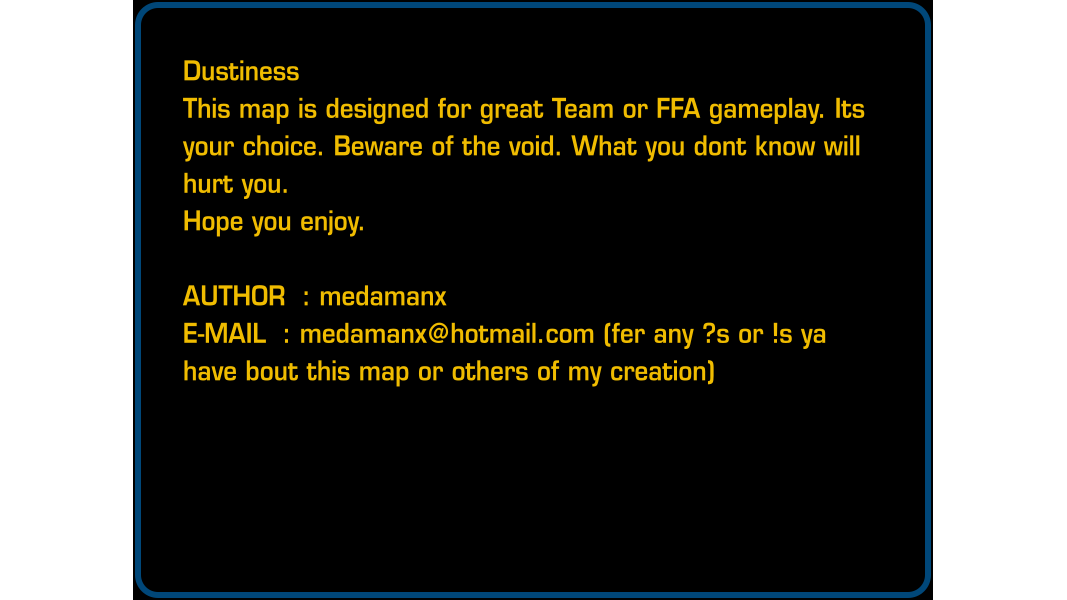 Dustiness
This map is designed for great Team or FFA gameplay. Its
your choice. Beware of the void. What you dont know will
hurt you.
Hope you enjoy.
AUTHOR : medamanx
E-MAIL : medamanx@hotmail.com (fer any ?s or !s ya
have bout this map or others of my creation)